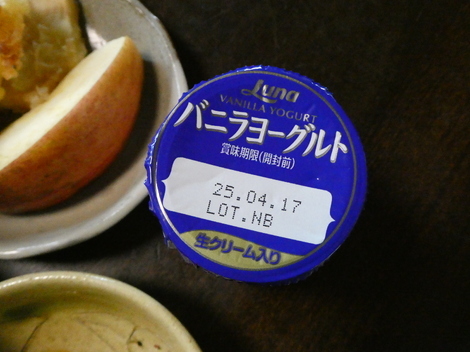 Luna
VANILLA YOGURT
バニラヨーグルト
賞味期限(開封前)
25.04.17
LOT.NB
生クリーム入り